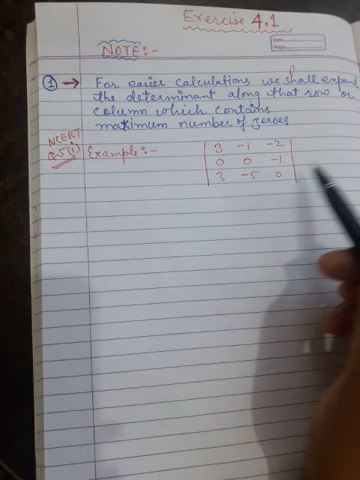 Exercise 4.1
NOTE:-
① → For easier calculations we shall expand
the determinant along that row or
column which contains
maximum number of zeroes
NCERT
Q.5(i) Example:-
3 -1 -2
0 0 -1
3 -5 0